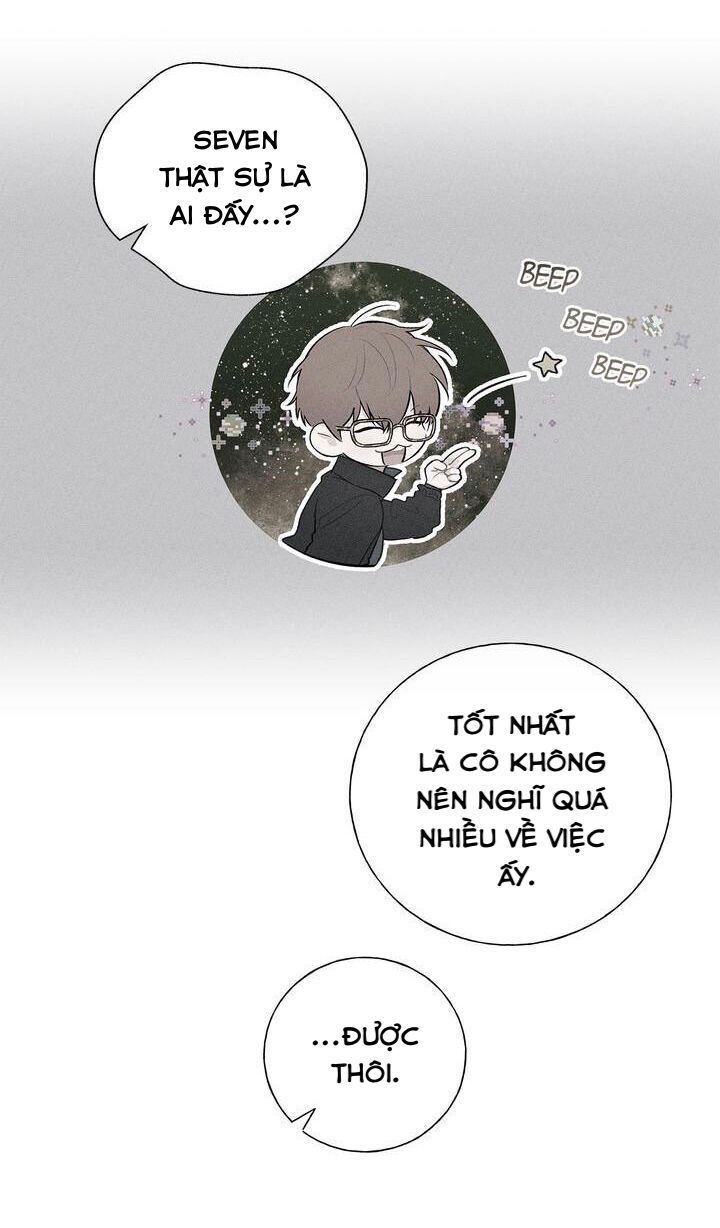 SEVEN
THẬT SỰ LÀ
AI ĐẤY...?
BEEP
BEEP
BEEP
TỐT NHẤT
LÀ CÔ KHÔNG
NÊN NGHĨ QUÁ
NHIỀU VỀ VIỆC
ẤY.
...ĐƯỢC
THÔI.